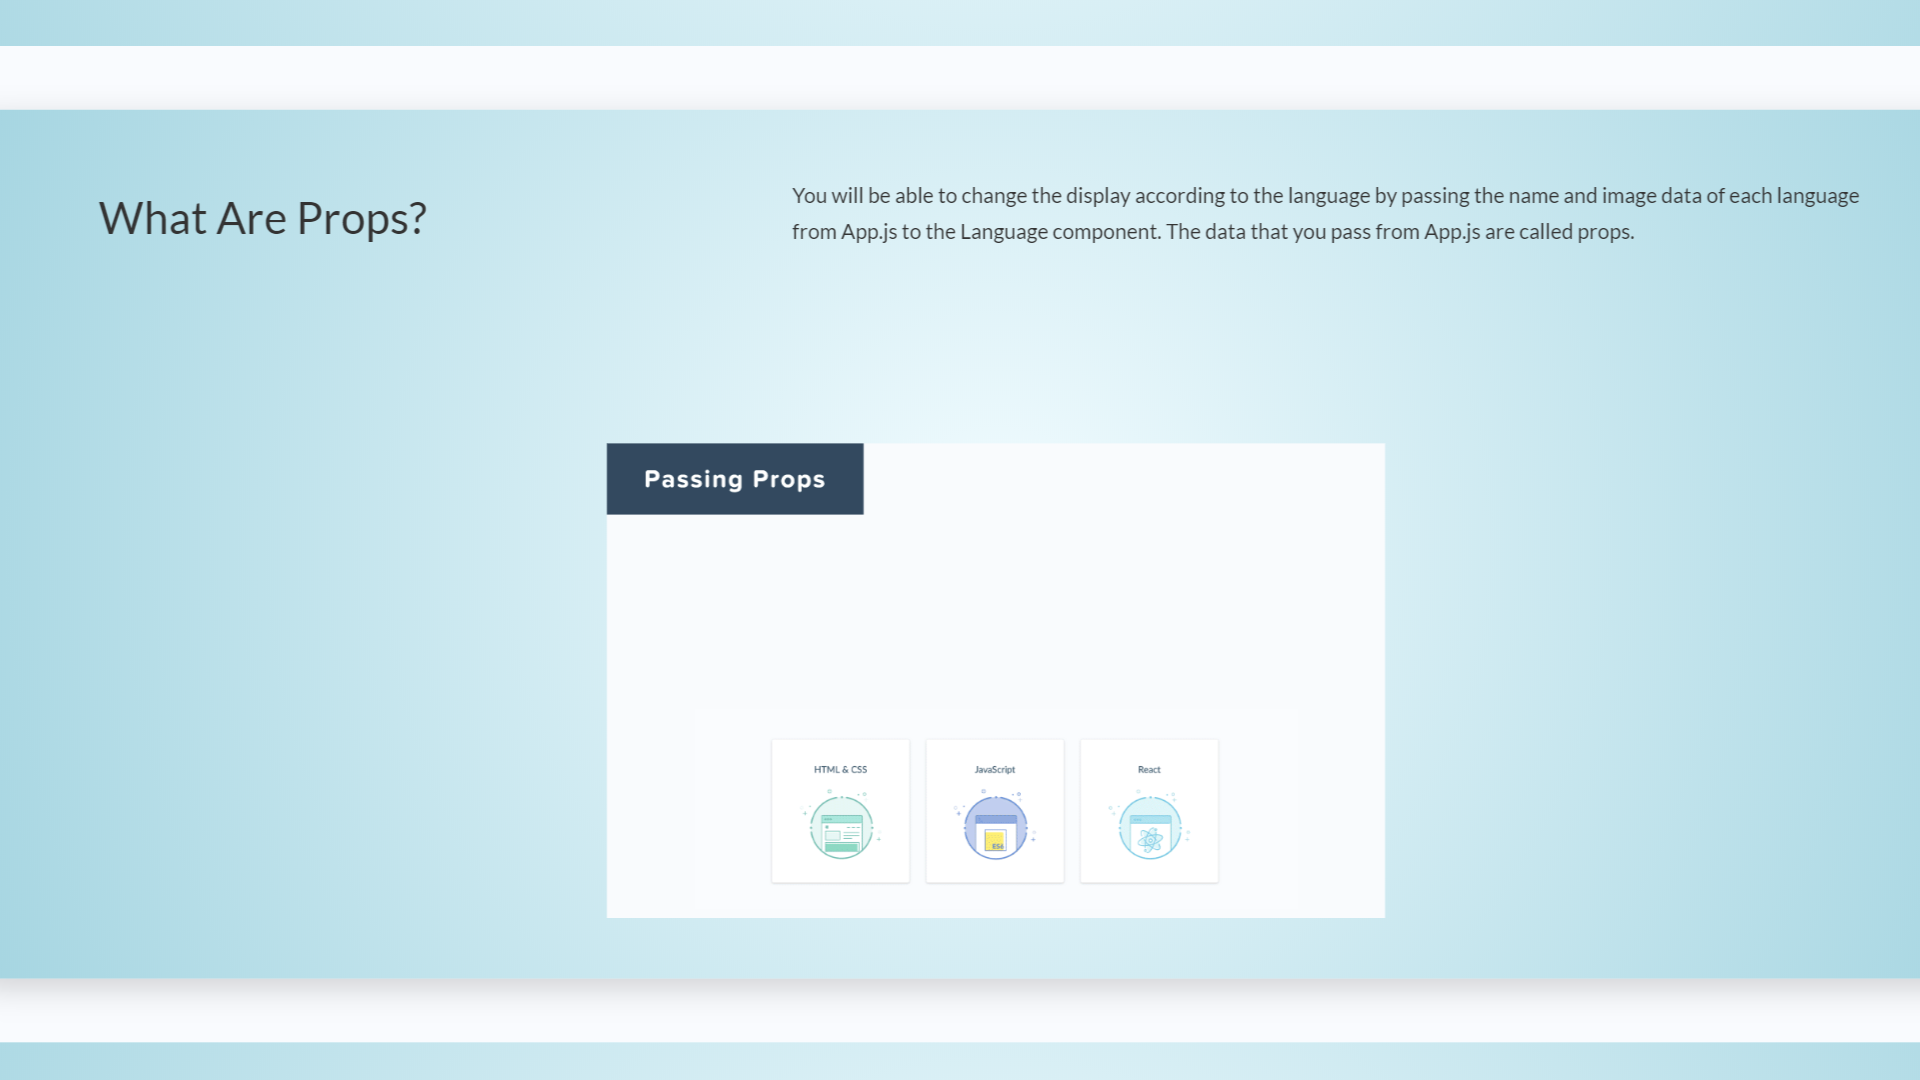 What Are Props?
You will be able to change the display according to the language by passing the name and image data of each language
from App.js to the Language component. The data that you pass from App.js are called props.
Passing Props
HTML & CSS
JavaScript
React
ES6